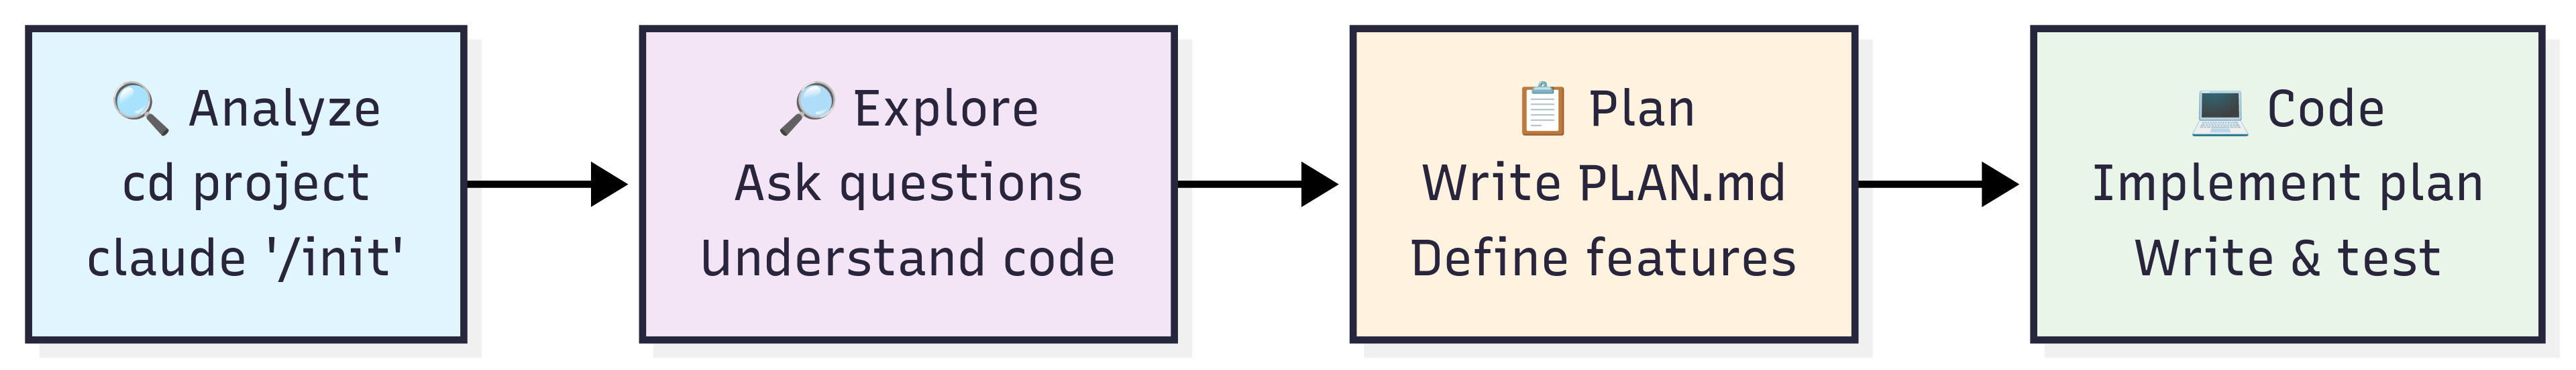 🔍 Analyze
cd project
claude '/init'
🔎 Explore
Ask questions
Understand code
📋 Plan
Write PLAN.md
Define features
💻 Code
Implement plan
Write & test